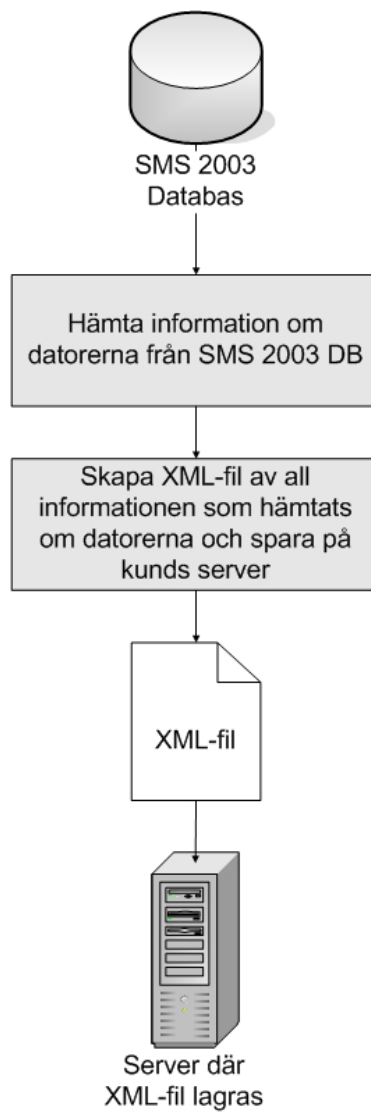 SMS 2003
Databas
Hämta information om
datorerna från SMS 2003 DB
Skapa XML-fil av all
informationen som hämtats
om datorerna och spara på
kunds server
XML-fil
Server där
XML-fil lagras